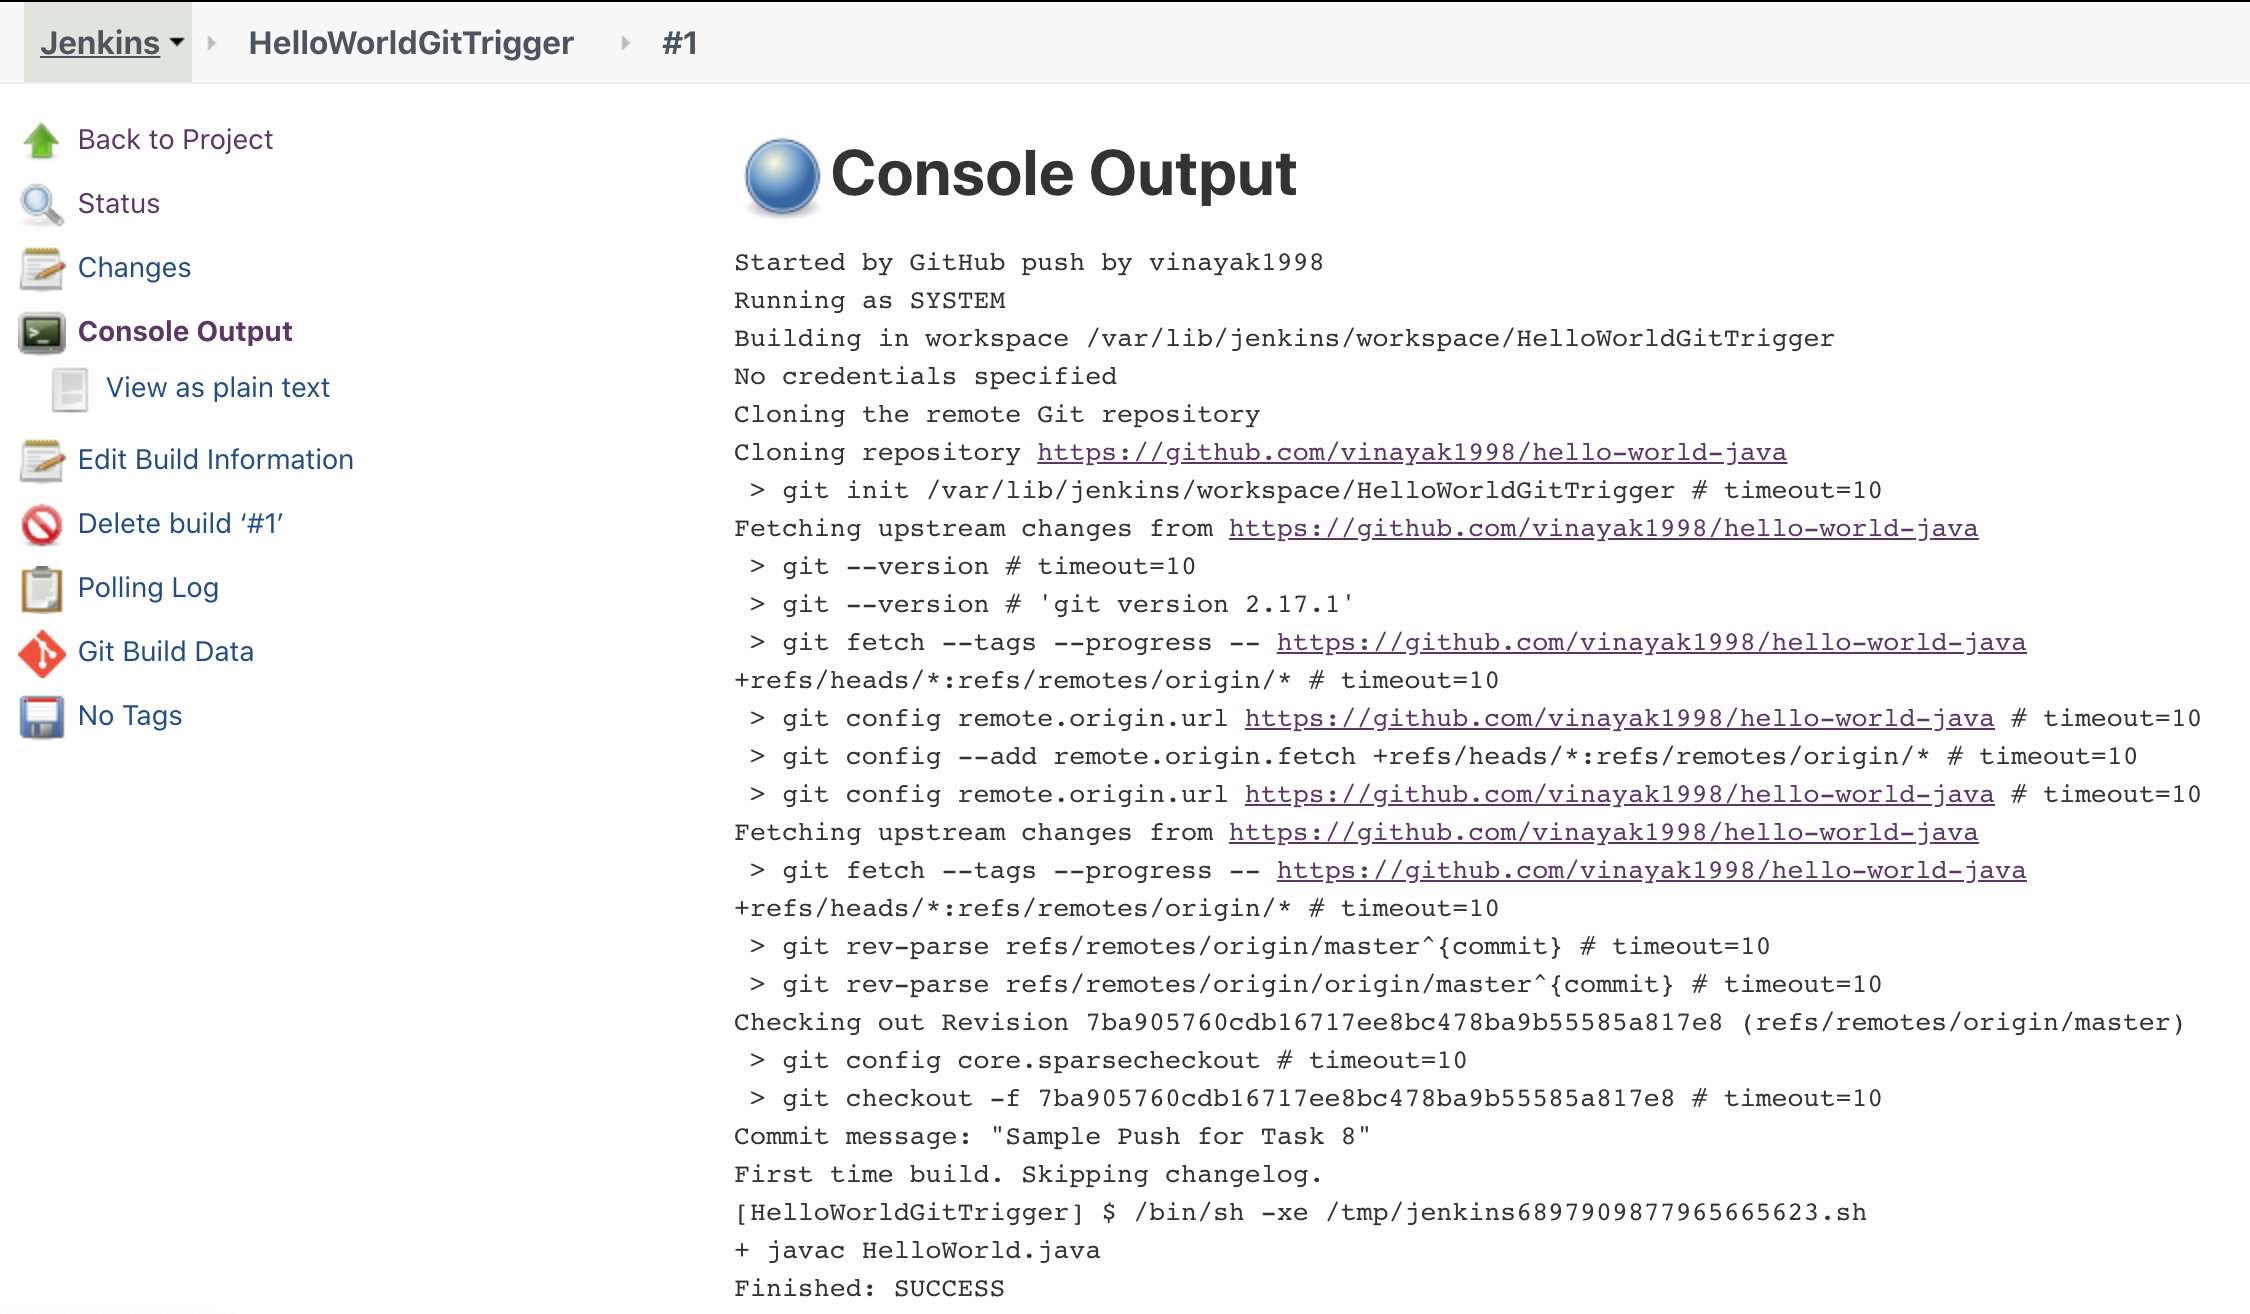 Jenkins HelloWorldGitTrigger #1
Back to Project
Status
Changes
Console Output
View as plain text
Edit Build Information
Delete build ‘#1’
Polling Log
Git Build Data
No Tags
Console Output
Started by GitHub push by vinayak1998
Running as SYSTEM
Building in workspace /var/lib/jenkins/workspace/HelloWorldGitTrigger
No credentials specified
Cloning the remote Git repository
Cloning repository https://github.com/vinayak1998/hello-world-java
 > git init /var/lib/jenkins/workspace/HelloWorldGitTrigger # timeout=10
Fetching upstream changes from https://github.com/vinayak1998/hello-world-java
 > git --version # timeout=10
 > git --version # 'git version 2.17.1'
 > git fetch --tags --progress -- https://github.com/vinayak1998/hello-world-java
+refs/heads/*:refs/remotes/origin/* # timeout=10
 > git config remote.origin.url https://github.com/vinayak1998/hello-world-java # timeout=10
 > git config --add remote.origin.fetch +refs/heads/*:refs/remotes/origin/* # timeout=10
 > git config remote.origin.url https://github.com/vinayak1998/hello-world-java # timeout=10
Fetching upstream changes from https://github.com/vinayak1998/hello-world-java
 > git fetch --tags --progress -- https://github.com/vinayak1998/hello-world-java
+refs/heads/*:refs/remotes/origin/* # timeout=10
 > git rev-parse refs/remotes/origin/master^{commit} # timeout=10
 > git rev-parse refs/remotes/origin/origin/master^{commit} # timeout=10
Checking out Revision 7ba905760cdb16717ee8bc478ba9b55585a817e8 (refs/remotes/origin/master)
 > git config core.sparsecheckout # timeout=10
 > git checkout -f 7ba905760cdb16717ee8bc478ba9b55585a817e8 # timeout=10
Commit message: "Sample Push for Task 8"
First time build. Skipping changelog.
[HelloWorldGitTrigger] $ /bin/sh -xe /tmp/jenkins6897909877965665623.sh
+ javac HelloWorld.java
Finished: SUCCESS